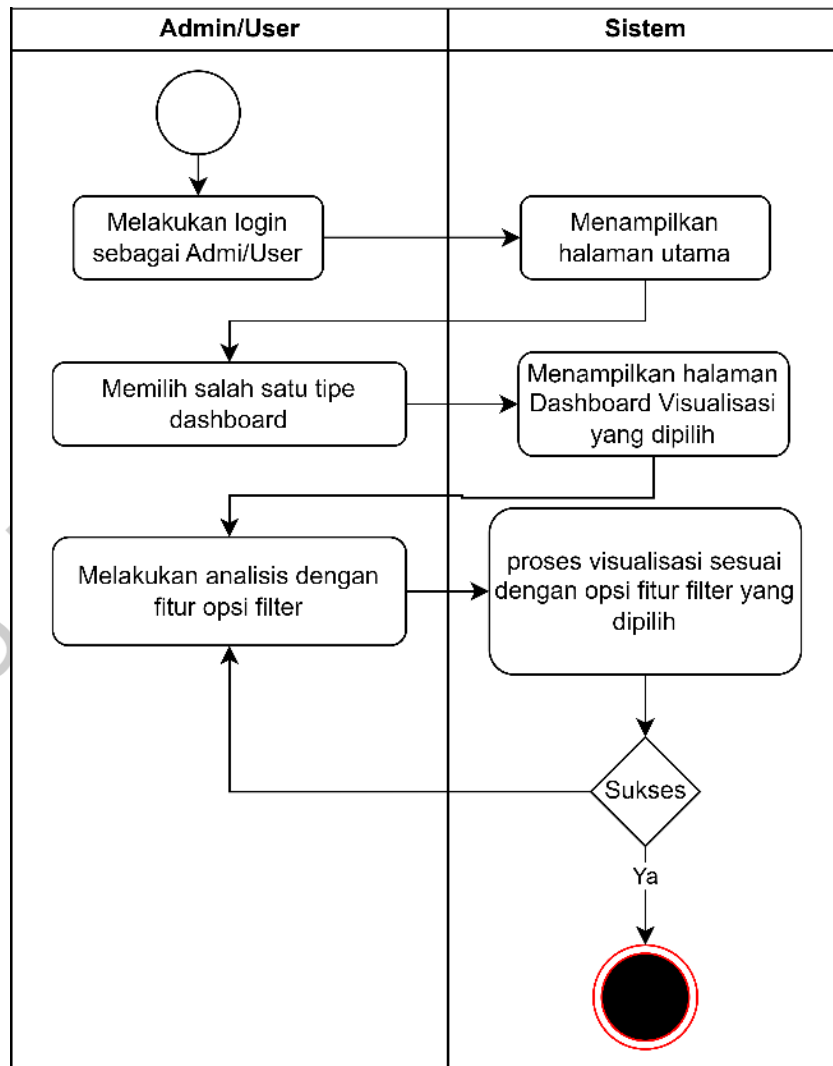 Admin/User
Sistem
Melakukan login
sebagai Admi/User
Menampilkan
halaman utama
Memilih salah satu tipe
dashboard
Menampilkan halaman
Dashboard Visualisasi
yang dipilih
Melakukan analisis dengan
fitur opsi filter
proses visualisasi sesuai
dengan opsi fitur filter yang
dipilih
Sukses
Ya